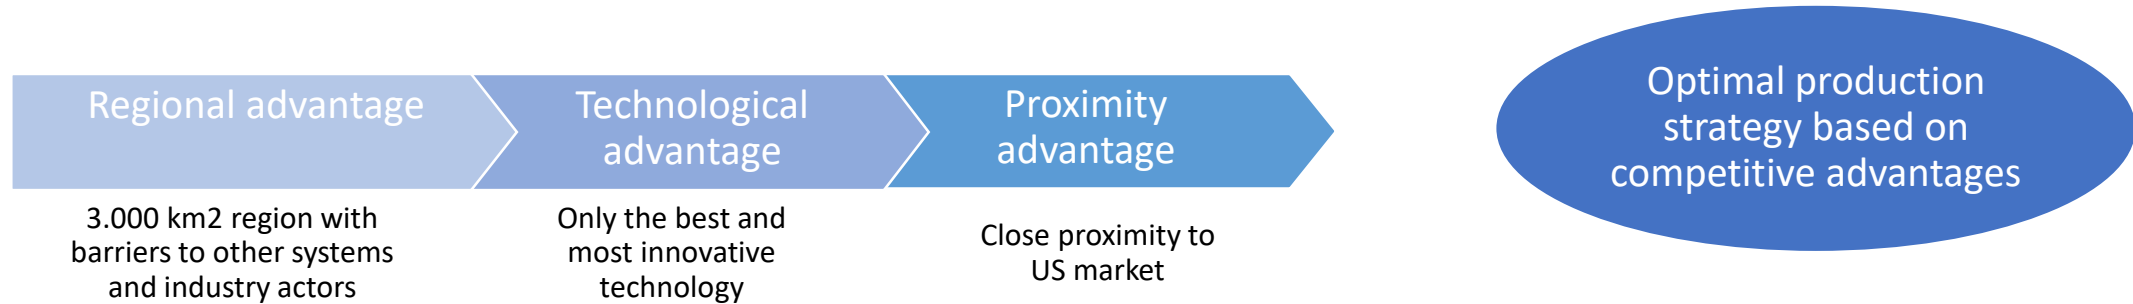 Regional advantage
Technological
advantage
Proximity
advantage
Optimal production
strategy based on
competitive advantages
3.000 km2 region with
barriers to other systems
and industry actors
Only the best and
most innovative
technology
Close proximity to
US market